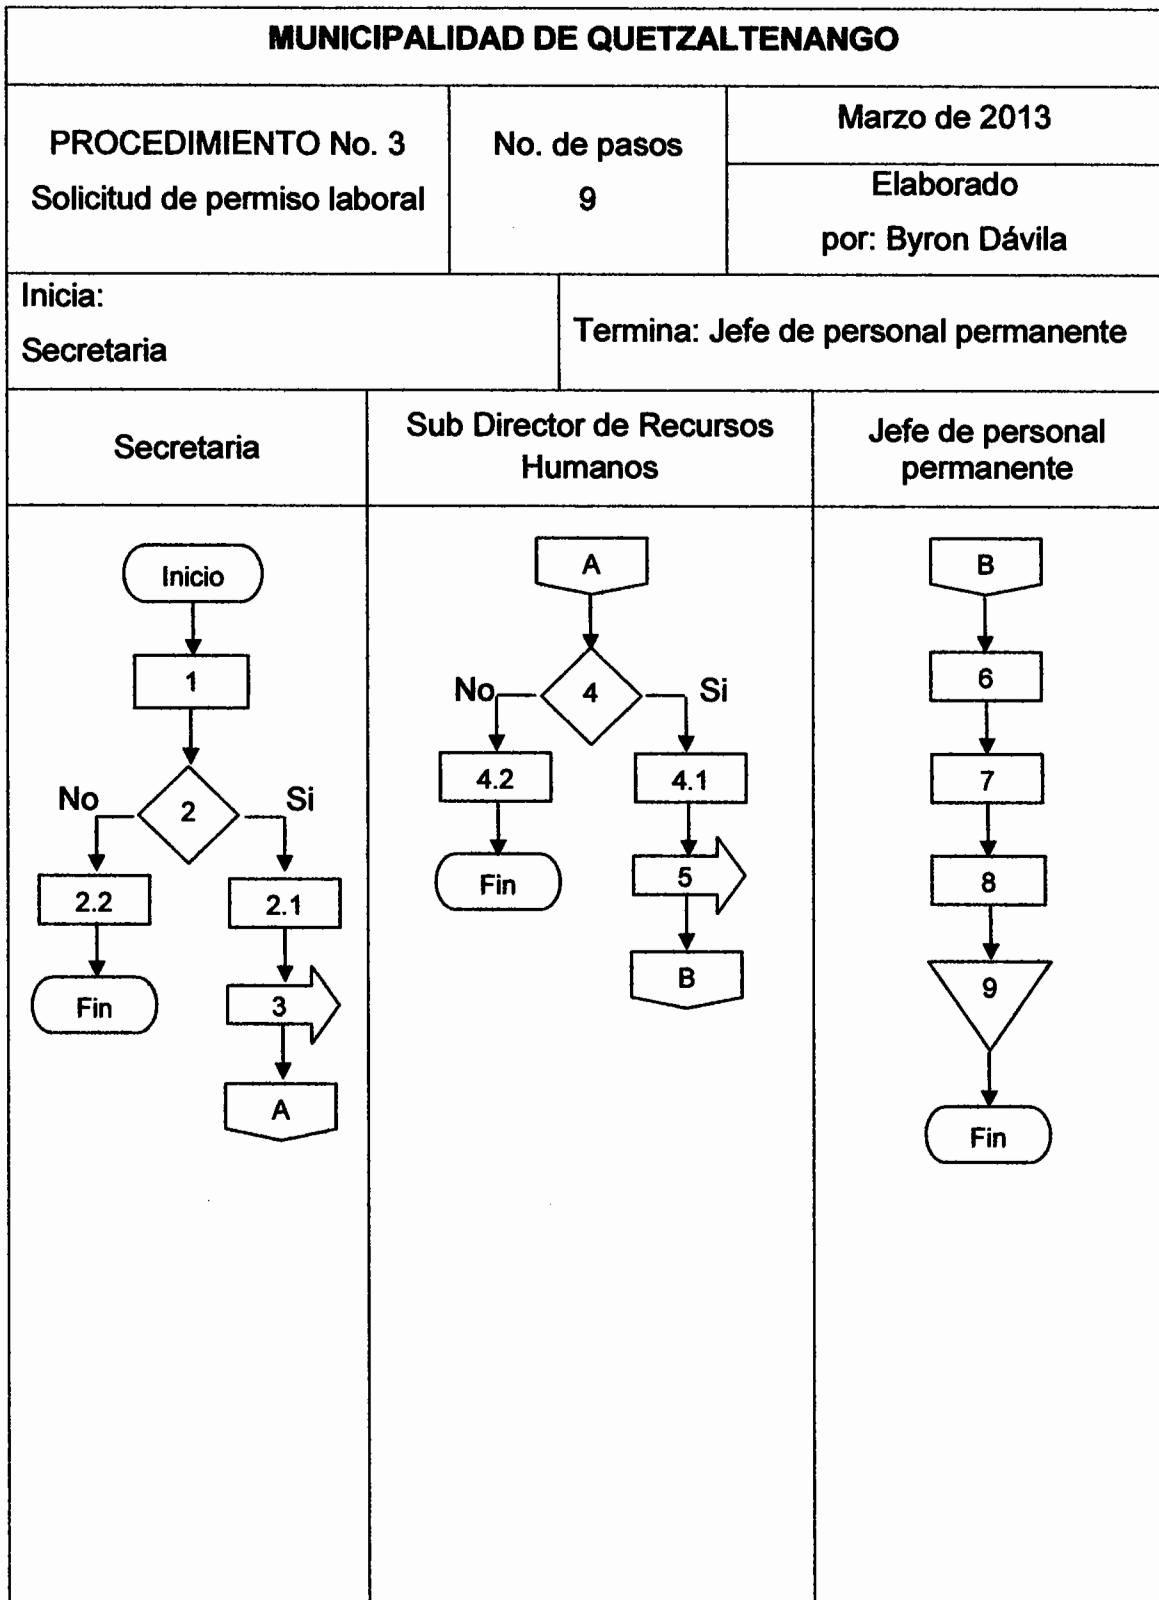 MUNICIPALIDAD DE QUETZALTENANGO
PROCEDIMIENTO No. 3
Solicitud de permiso laboral
No. de pasos
9
Marzo de 2013
Elaborado
por: Byron Dávila
Inicia:
Secretaria
Termina: Jefe de personal permanente
Secretaria
Sub Director de Recursos
Humanos
Jefe de personal
permanente
Inicio
1
2
No
Si
2.2
2.1
Fin
3
A
A
4
No
Si
4.2
4.1
Fin
5
B
B
6
7
8
9
Fin